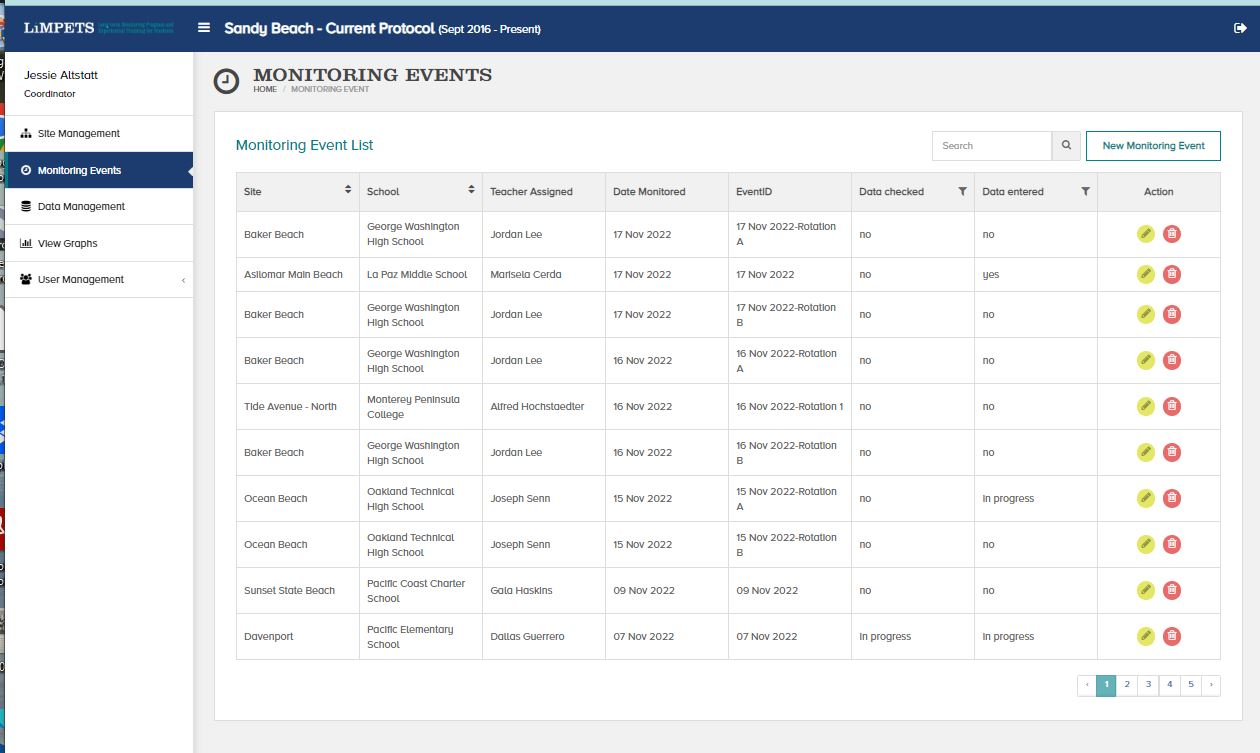 LiMPETS Long-term Monitoring Program and
Experiential Training for Students
Sandy Beach - Current Protocol (Sept 2016 - Present)
Jessie Altstatt
Coordinator
Site Management
Monitoring Events
Data Management
View Graphs
User Management
MONITORING EVENTS
HOME / MONITORING EVENT
Monitoring Event List
Search
New Monitoring Event
Site School Teacher Assigned Date Monitored EventID Data checked Data entered Action
Baker Beach George Washington High School Jordan Lee 17 Nov 2022 17 Nov 2022-Rotation A no no
Asilomar Main Beach La Paz Middle School Marisela Cerda 17 Nov 2022 17 Nov 2022 no yes
Baker Beach George Washington High School Jordan Lee 17 Nov 2022 17 Nov 2022-Rotation B no no
Baker Beach George Washington High School Jordan Lee 16 Nov 2022 16 Nov 2022-Rotation A no no
Tide Avenue - North Monterey Peninsula College Alfred Hochstaedter 16 Nov 2022 16 Nov 2022-Rotation 1 no no
Baker Beach George Washington High School Jordan Lee 16 Nov 2022 16 Nov 2022-Rotation B no no
Ocean Beach Oakland Technical High School Joseph Senn 15 Nov 2022 15 Nov 2022-Rotation A no In progress
Ocean Beach Oakland Technical High School Joseph Senn 15 Nov 2022 15 Nov 2022-Rotation B no no
Sunset State Beach Pacific Coast Charter School Gala Haskins 09 Nov 2022 09 Nov 2022 no no
Davenport Pacific Elementary School Dallas Guerrero 07 Nov 2022 07 Nov 2022 In progress In progress
‹ 1 2 3 4 5 ›